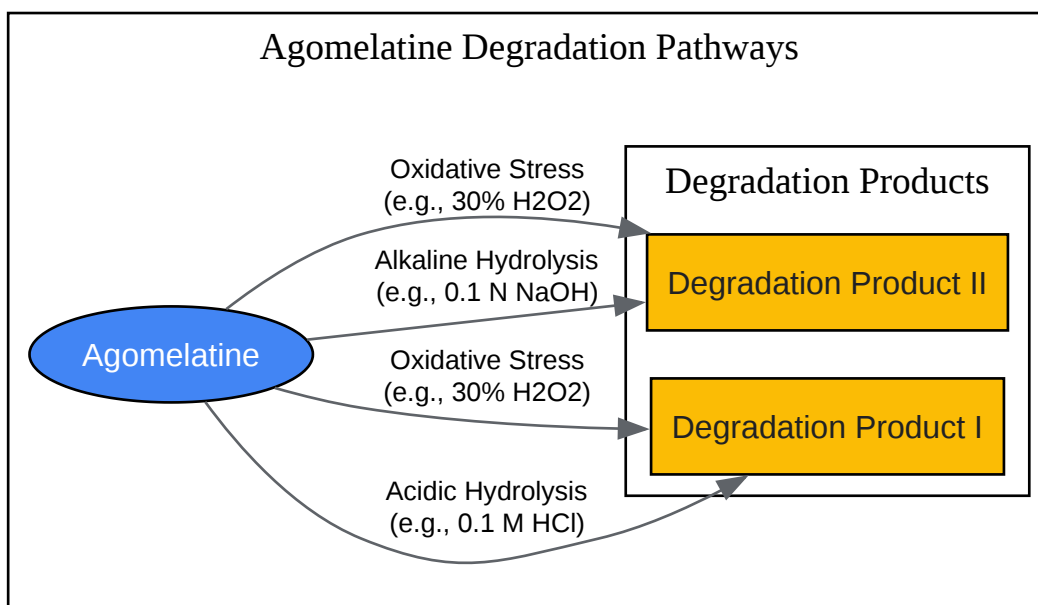 Agomelatine Degradation Pathways
Oxidative Stress
(e.g., 30% H2O2)
Degradation Products
Alkaline Hydrolysis
(e.g., 0.1 N NaOH)
Degradation Product II
Agomelatine
Oxidative Stress
(e.g., 30% H2O2)
Degradation Product I
Acidic Hydrolysis
(e.g., 0.1 M HCl)